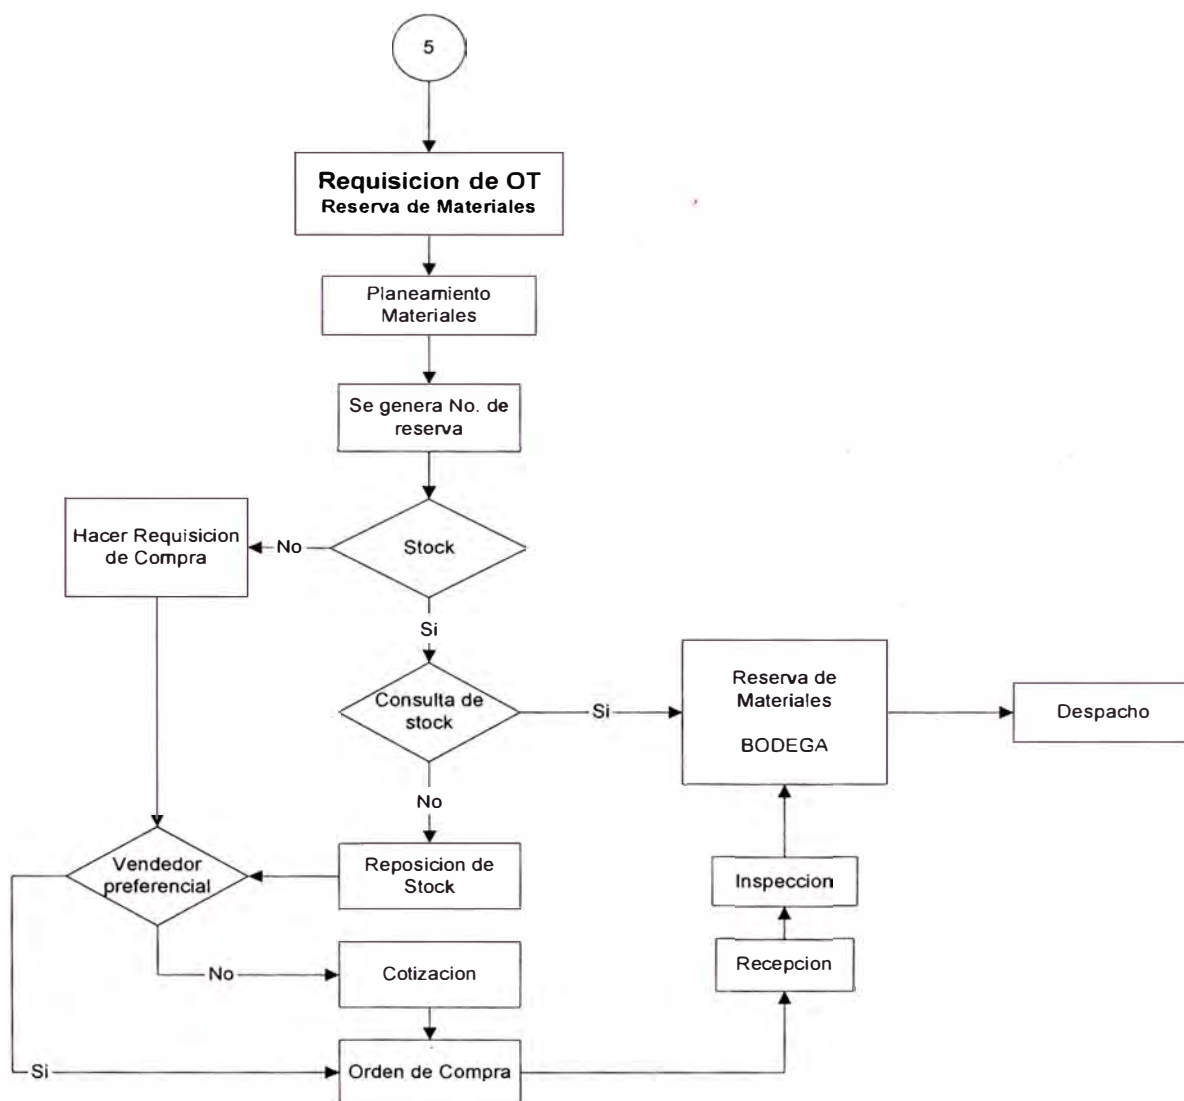 5
Requisicion de OT
Reserva de Materiales
Planeamiento
Materiales
Se genera No. de
reserva
Hacer Requisicion
de Compra
No
Stock
Si
Consulta de
stock
Si
Reserva de
Materiales
BODEGA
Despacho
No
Vendedor
preferencial
Reposicion de
Stock
Inspeccion
No
Cotizacion
Recepcion
Si
Orden de Compra